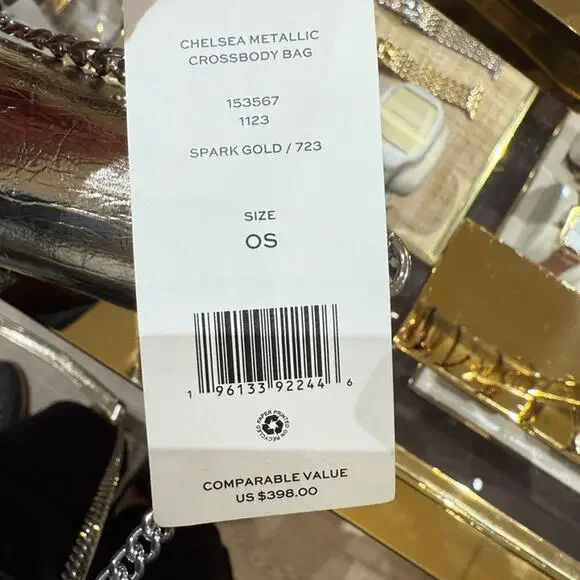 CHELSEA METALLIC
CROSSBODY BAG
153567
1123
SPARK GOLD / 723
SIZE
OS
1 96133 92244 6
RECYCLED PAPER PRINTED ON
COMPARABLE VALUE
US $398.00